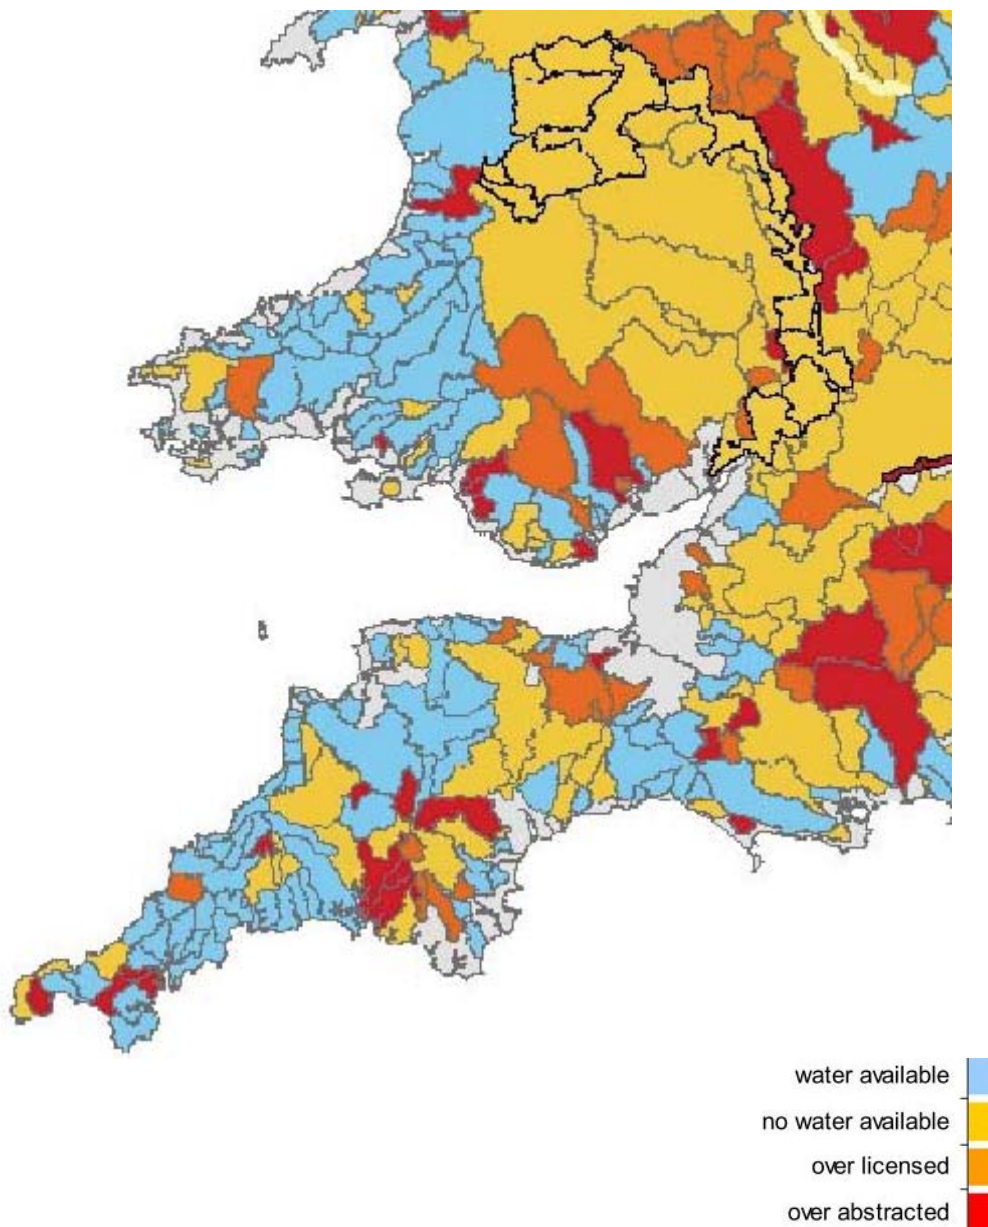 water available
no water available
over licensed
over abstracted